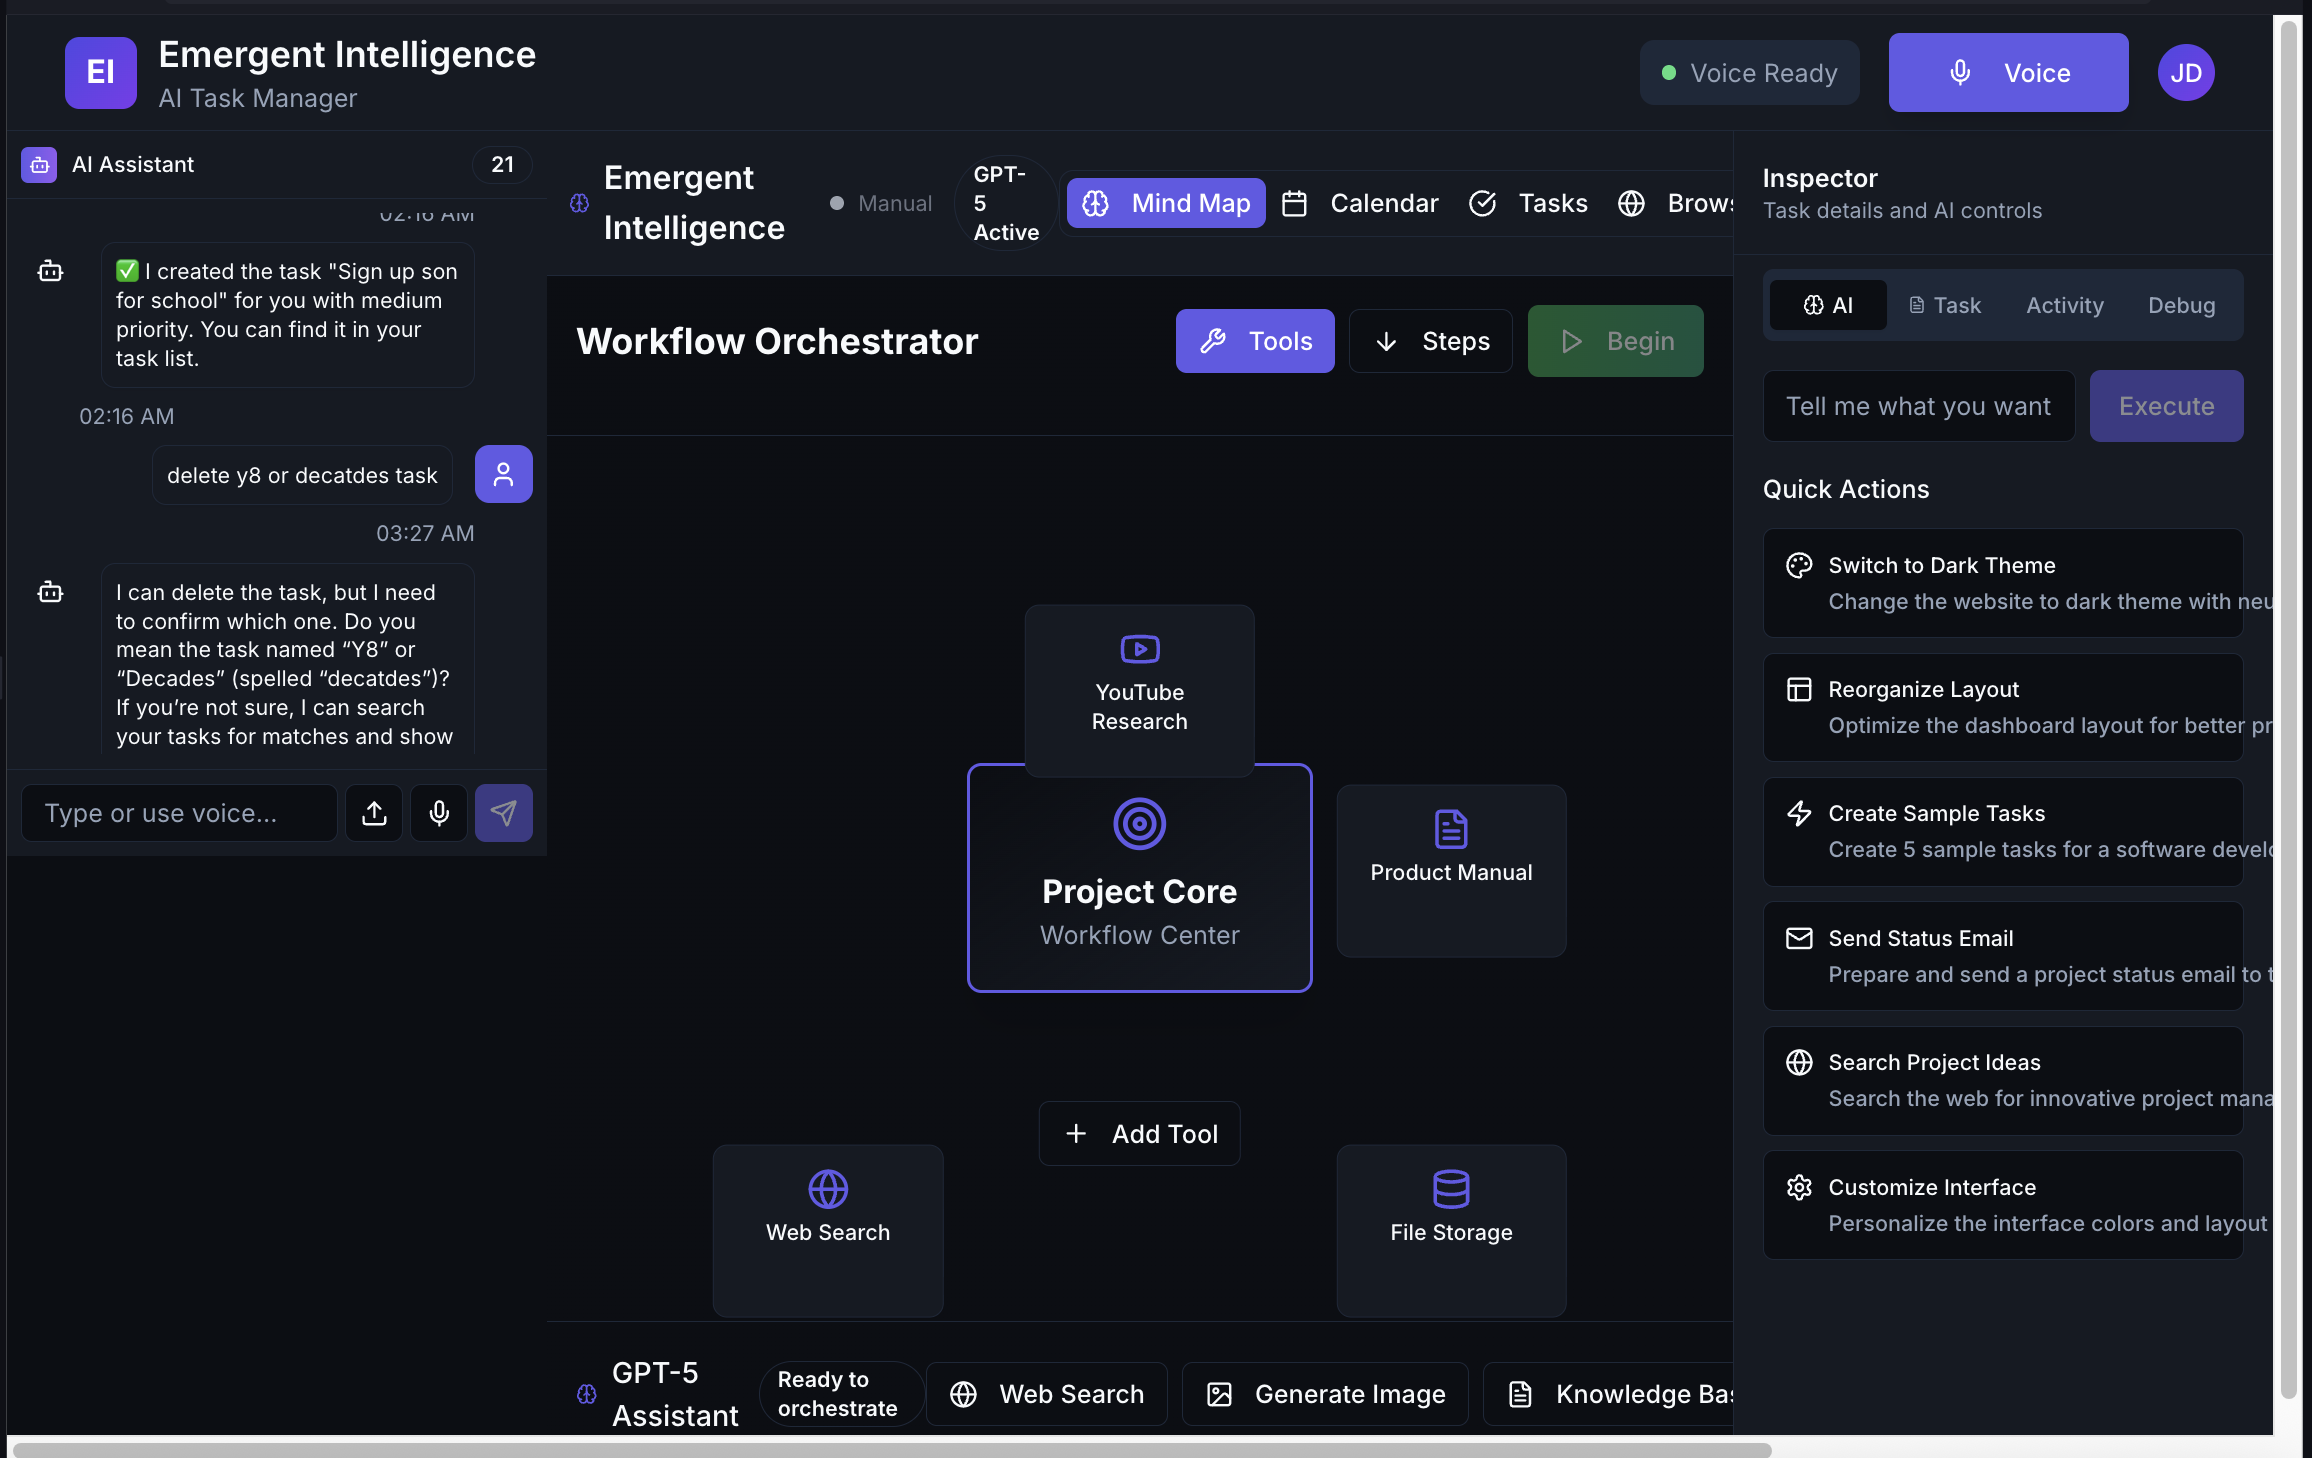 EI
Emergent Intelligence
AI Task Manager
Voice Ready
Voice
JD
AI Assistant
21
02:16 AM
✅ I created the task "Sign up son
for school" for you with medium
priority. You can find it in your
task list.
02:16 AM
delete y8 or decatdes task
03:27 AM
I can delete the task, but I need
to confirm which one. Do you
mean the task named “Y8” or
“Decades” (spelled “decatdes”)?
If you’re not sure, I can search
your tasks for matches and show
Type or use voice...
Emergent
Intelligence
Manual
GPT-
5
Active
Mind Map
Calendar
Tasks
Brows
Workflow Orchestrator
Tools
Steps
Begin
YouTube
Research
Project Core
Workflow Center
Product Manual
Add Tool
Web Search
File Storage
GPT-5
Assistant
Ready to
orchestrate
Web Search
Generate Image
Knowledge Bas
Inspector
Task details and AI controls
AI
Task
Activity
Debug
Tell me what you want
Execute
Quick Actions
Switch to Dark Theme
Change the website to dark theme with neu
Reorganize Layout
Optimize the dashboard layout for better pr
Create Sample Tasks
Create 5 sample tasks for a software develo
Send Status Email
Prepare and send a project status email to t
Search Project Ideas
Search the web for innovative project mana
Customize Interface
Personalize the interface colors and layout